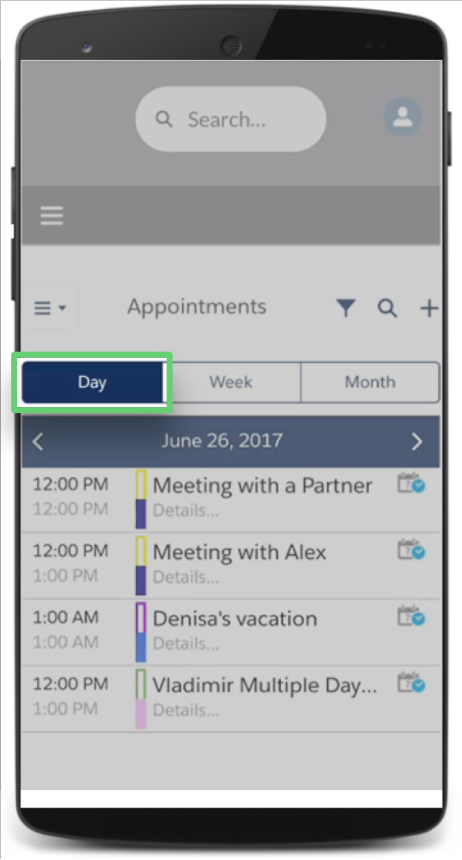 Search...
Appointments
Day Week Month
June 26, 2017
12:00 PM Meeting with a Partner
12:00 PM Details...
12:00 PM Meeting with Alex
1:00 PM Details...
1:00 AM Denisa's vacation
1:00 AM Details...
12:00 PM Vladimir Multiple Day...
1:00 PM Details...